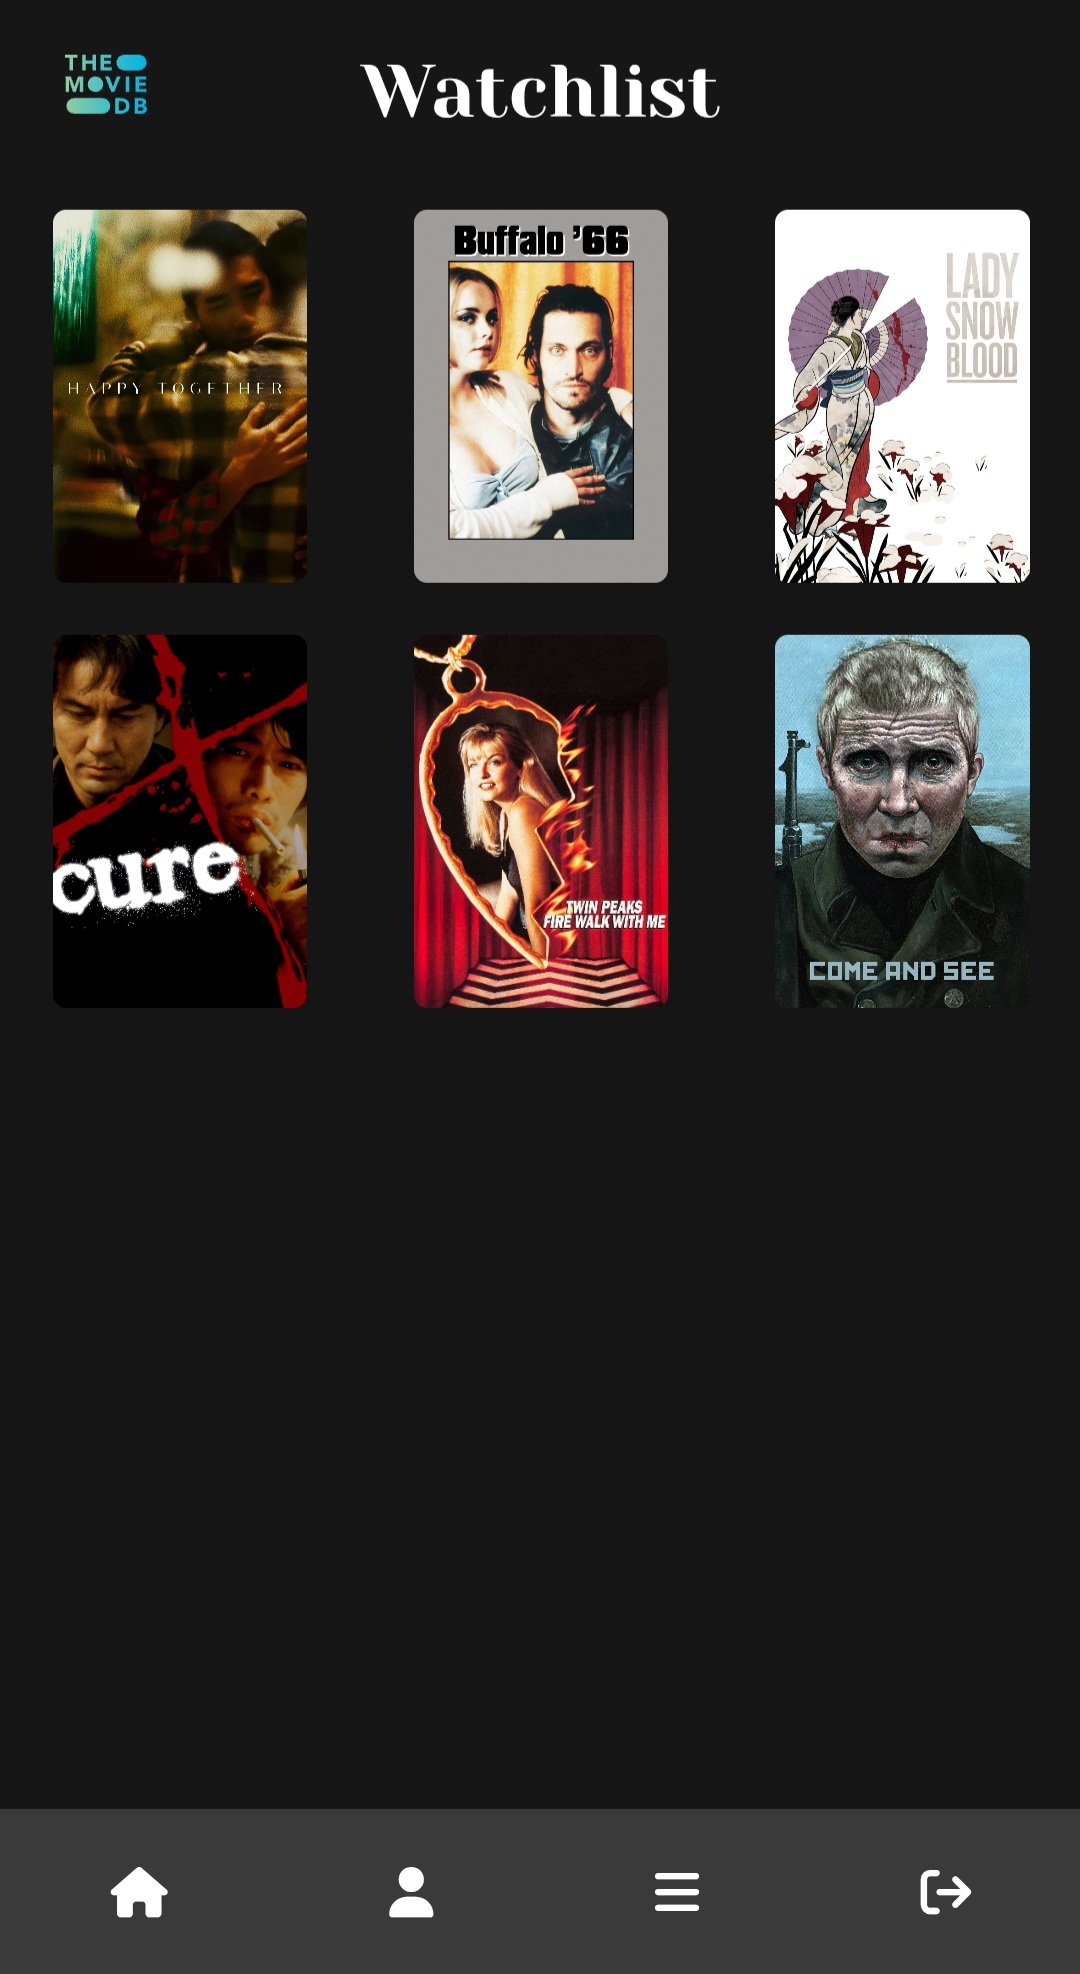 THE
MOVIE
DB
Watchlist
HAPPY TOGETHER
Buffalo '66
LADY
SNOW
BLOOD
cure
TWIN PEAKS
FIRE WALK WITH ME
COME AND SEE